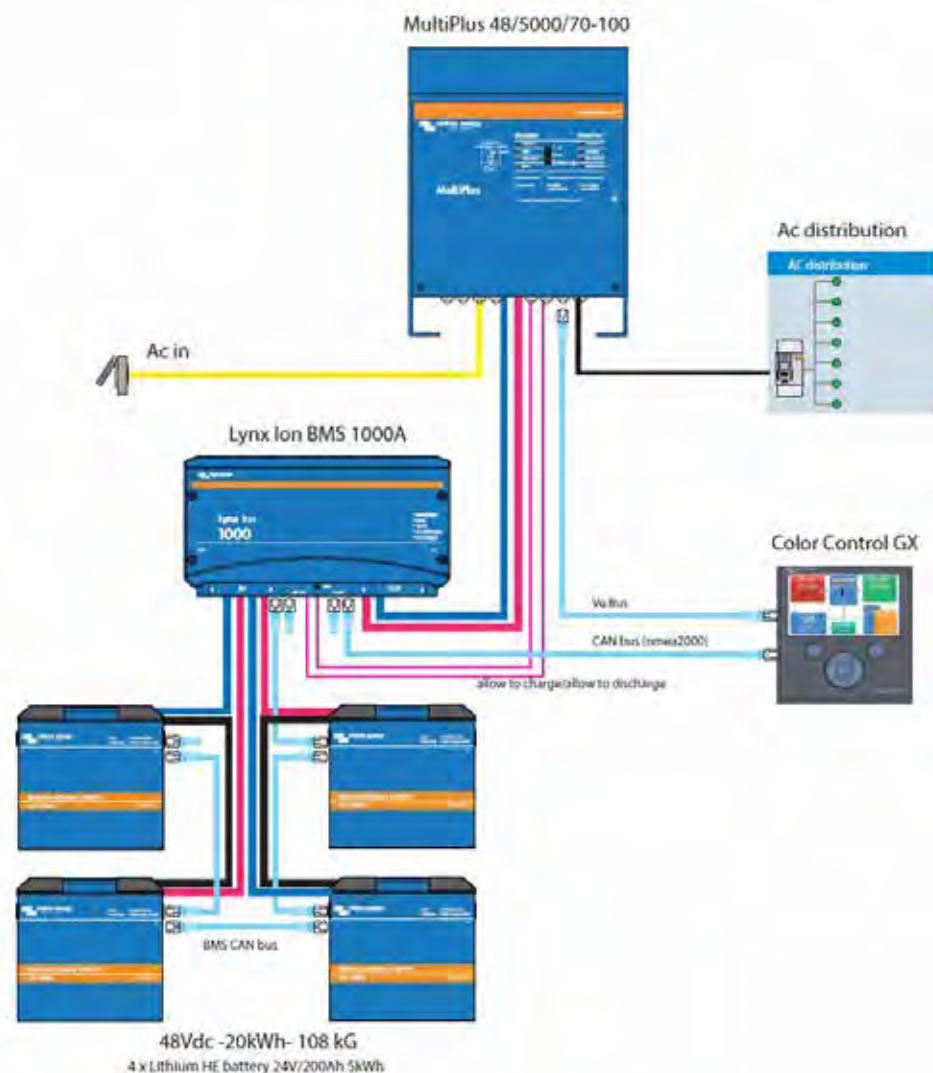 MultiPlus 48/5000/70-100
MultiPlus
Ac distribution
AC distribution
Ac in
Lynx Ion BMS 1000A
Lynx Ion
1000
Color Control GX
Ve Bus
CAN bus (nmea2000)
allow to charge/allow to discharge
BMS CAN bus
48Vdc -20kWh- 108 kG
4 x Lithium HE battery 24V/200Ah 5kWh